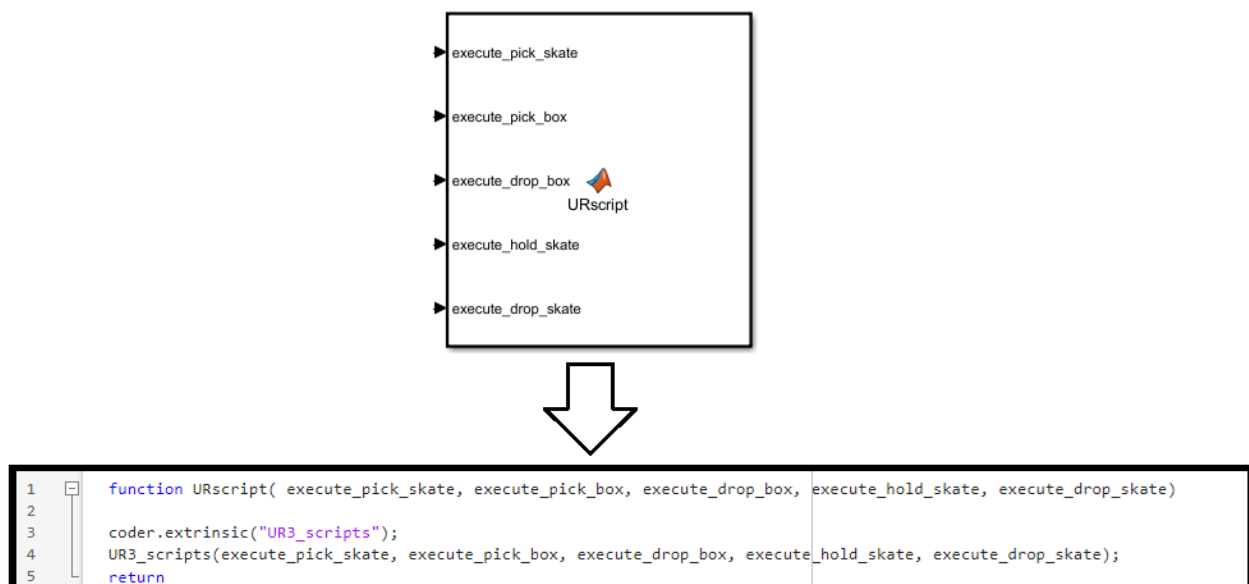 execute_pick_skate
execute_pick_box
execute_drop_box
URscript
execute_hold_skate
execute_drop_skate
1 function URscript( execute_pick_skate, execute_pick_box, execute_drop_box, execute_hold_skate, execute_drop_skate)
2
3 coder.extrinsic("UR3_scripts");
4 UR3_scripts(execute_pick_skate, execute_pick_box, execute_drop_box, execute_hold_skate, execute_drop_skate);
5 return